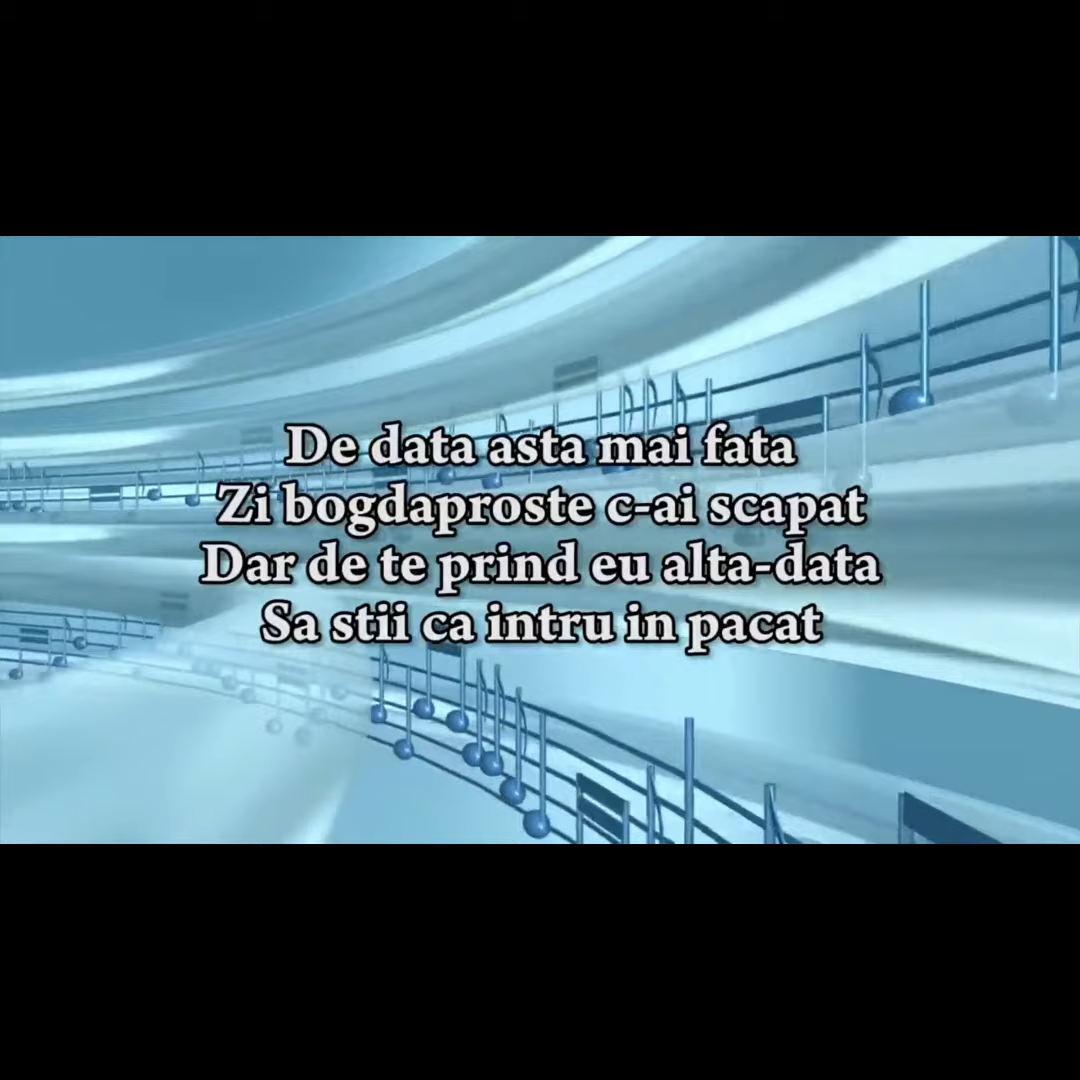 De data asta mai fata
Zi bogdaproste c-ai scapat
Dar de te prind eu alta-data
Sa stii ca intru in pacat